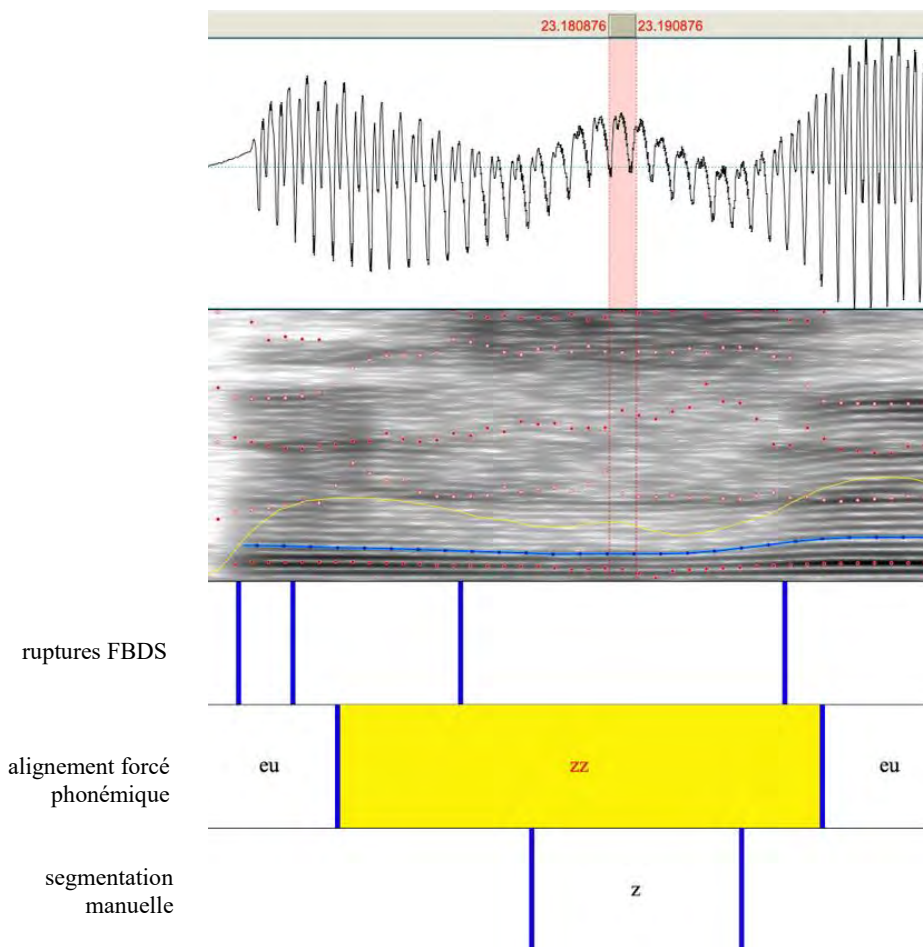 23.180876 23.190876
ruptures FBDS
alignement forcé
phonémique
eu zz eu
segmentation
manuelle
z